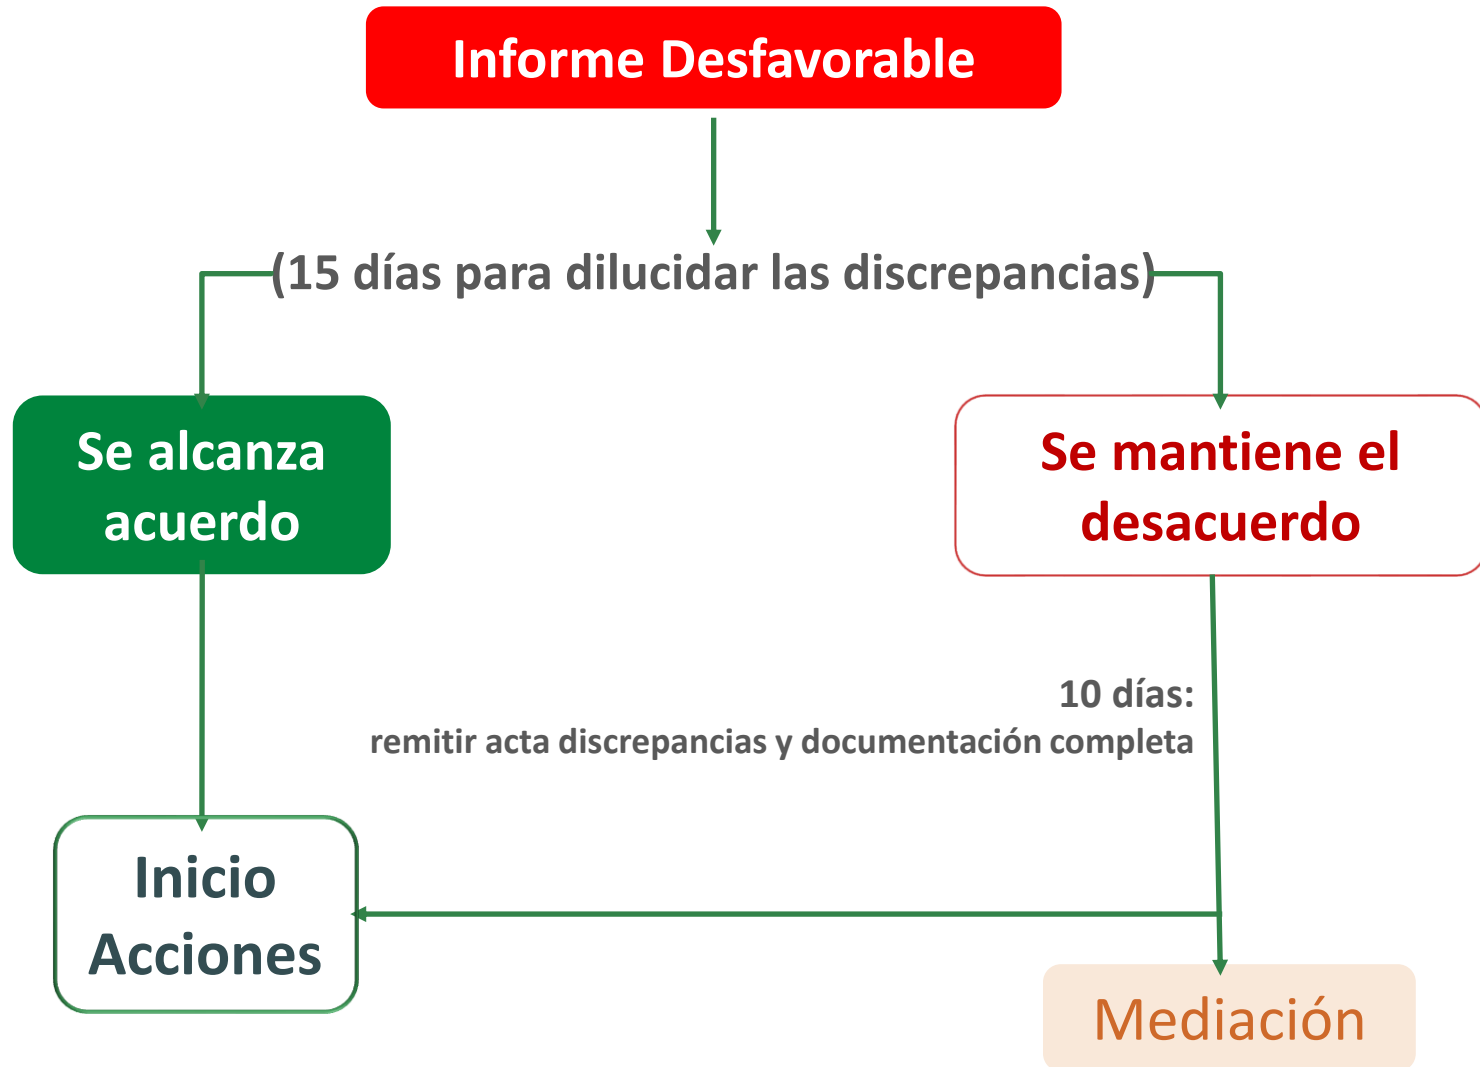 Informe Desfavorable
(15 días para dilucidar las discrepancias)
Se alcanza
acuerdo
Se mantiene el
desacuerdo
10 días:
remitir acta discrepancias y documentación completa
Inicio
Acciones
Mediación